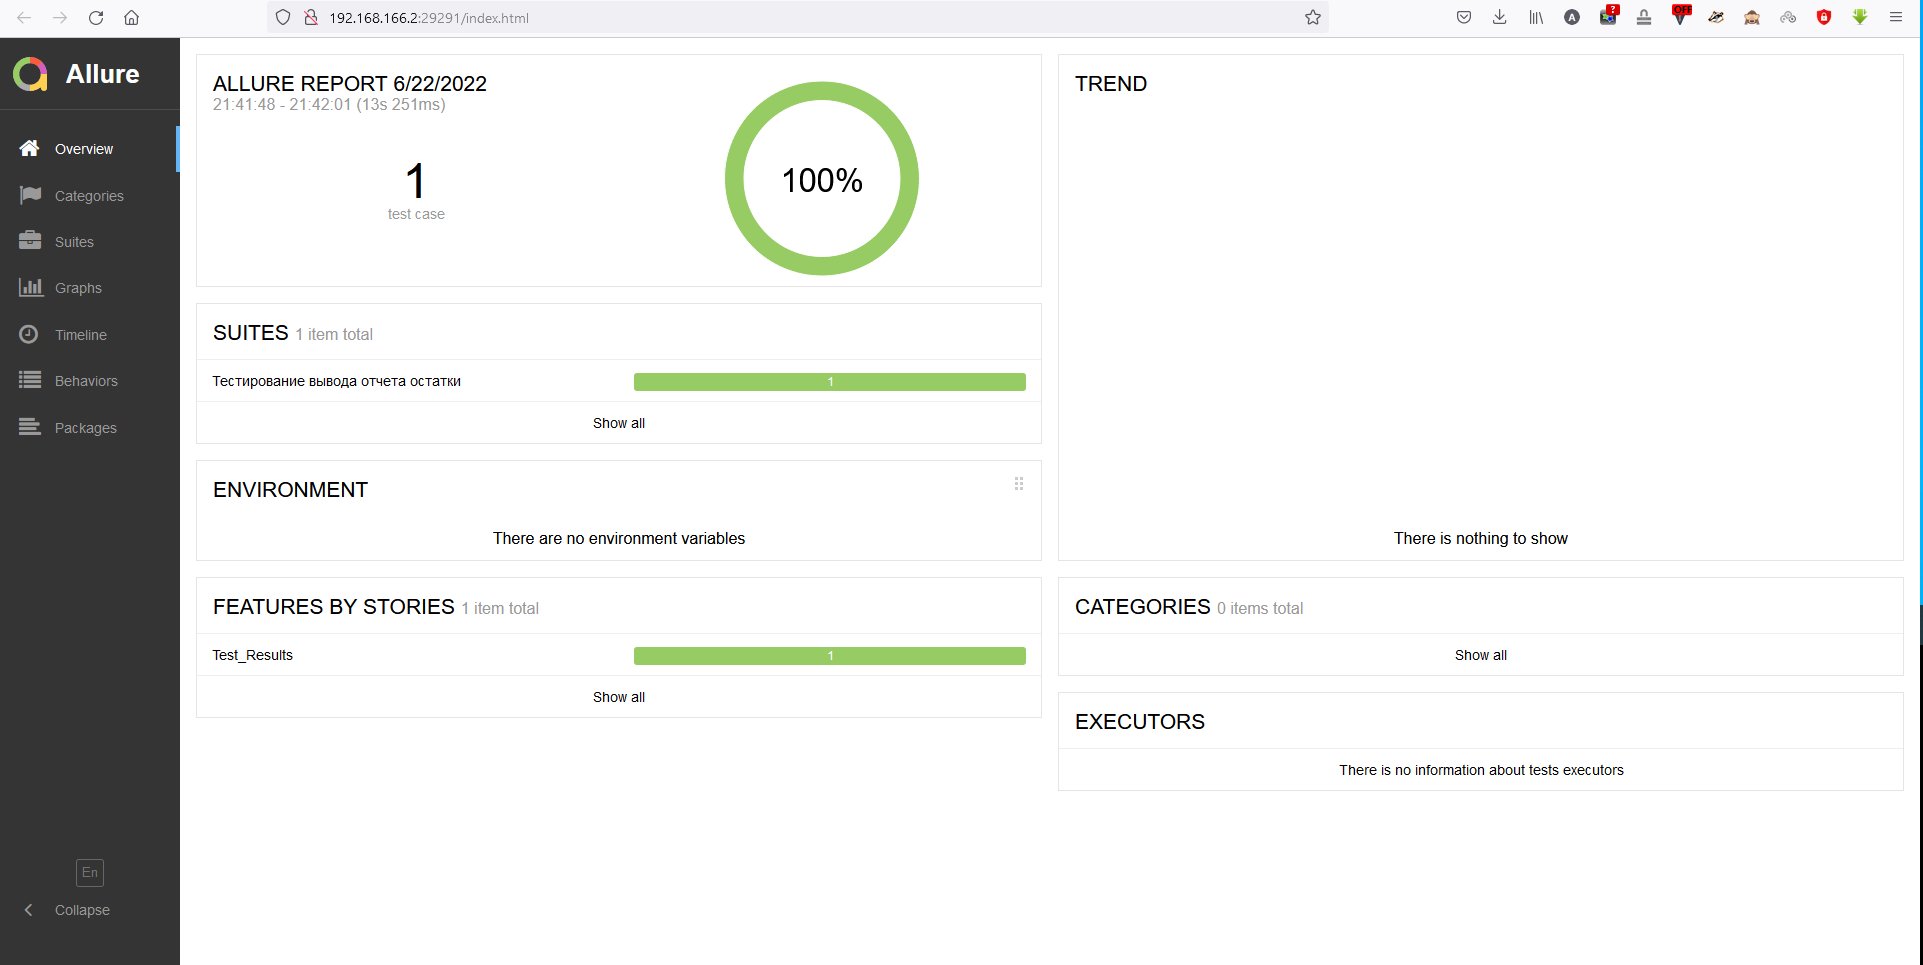 192.168.166.2:29291/index.html
A
?
OFF
Allure
Overview
Categories
Suites
Graphs
Timeline
Behaviors
Packages
En
Collapse
ALLURE REPORT 6/22/2022
21:41:48 - 21:42:01 (13s 251ms)
1
test case
100%
SUITES 1 item total
Тестирование вывода отчета остатки 1
Show all
ENVIRONMENT
There are no environment variables
FEATURES BY STORIES 1 item total
Test_Results 1
Show all
TREND
There is nothing to show
CATEGORIES 0 items total
Show all
EXECUTORS
There is no information about tests executors